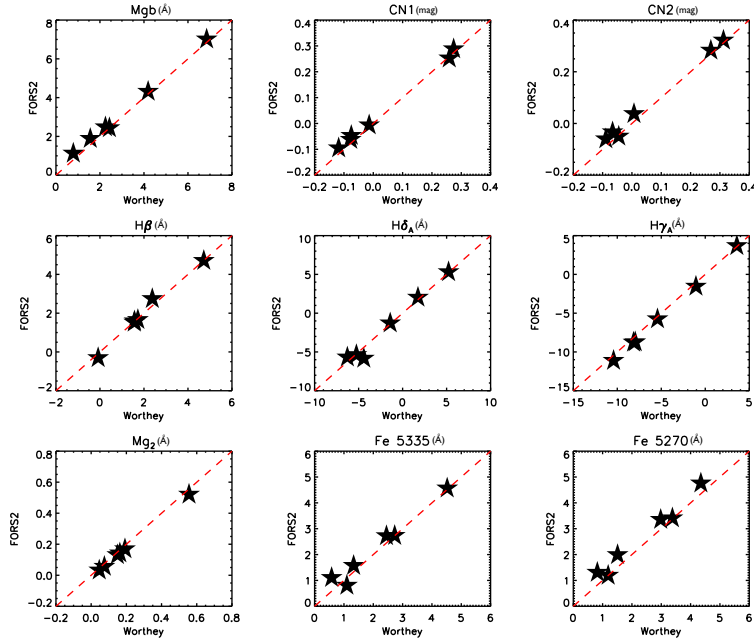 Mgb(Å)
8
6
4
2
0
0 2 4 6 8
FORS2
Worthey
CN1(mag)
0.4
0.3
0.2
0.1
0.0
-0.1
-0.2
-0.2 -0.1 0.0 0.1 0.2 0.3 0.4
FORS2
Worthey
CN2(mag)
0.4
0.2
0.0
-0.2
-0.2 -0.1 0.0 0.1 0.2 0.3 0.4
FORS2
Worthey
Hβ(Å)
6
4
2
0
-2
-2 0 2 4 6
FORS2
Worthey
Hδ_A(Å)
10
5
0
-5
-10
-10 -5 0 5 10
FORS2
Worthey
Hγ_A(Å)
5
0
-5
-10
-15
-15 -10 -5 0 5
FORS2
Worthey
Mg₂(Å)
0.8
0.6
0.4
0.2
0.0
-0.2
-0.2 0.0 0.2 0.4 0.6 0.8
FORS2
Worthey
Fe 5335(Å)
6
5
4
3
2
1
0
0 1 2 3 4 5 6
FORS2
Worthey
Fe 5270(Å)
6
5
4
3
2
1
0
0 1 2 3 4 5 6
FORS2
Worthey